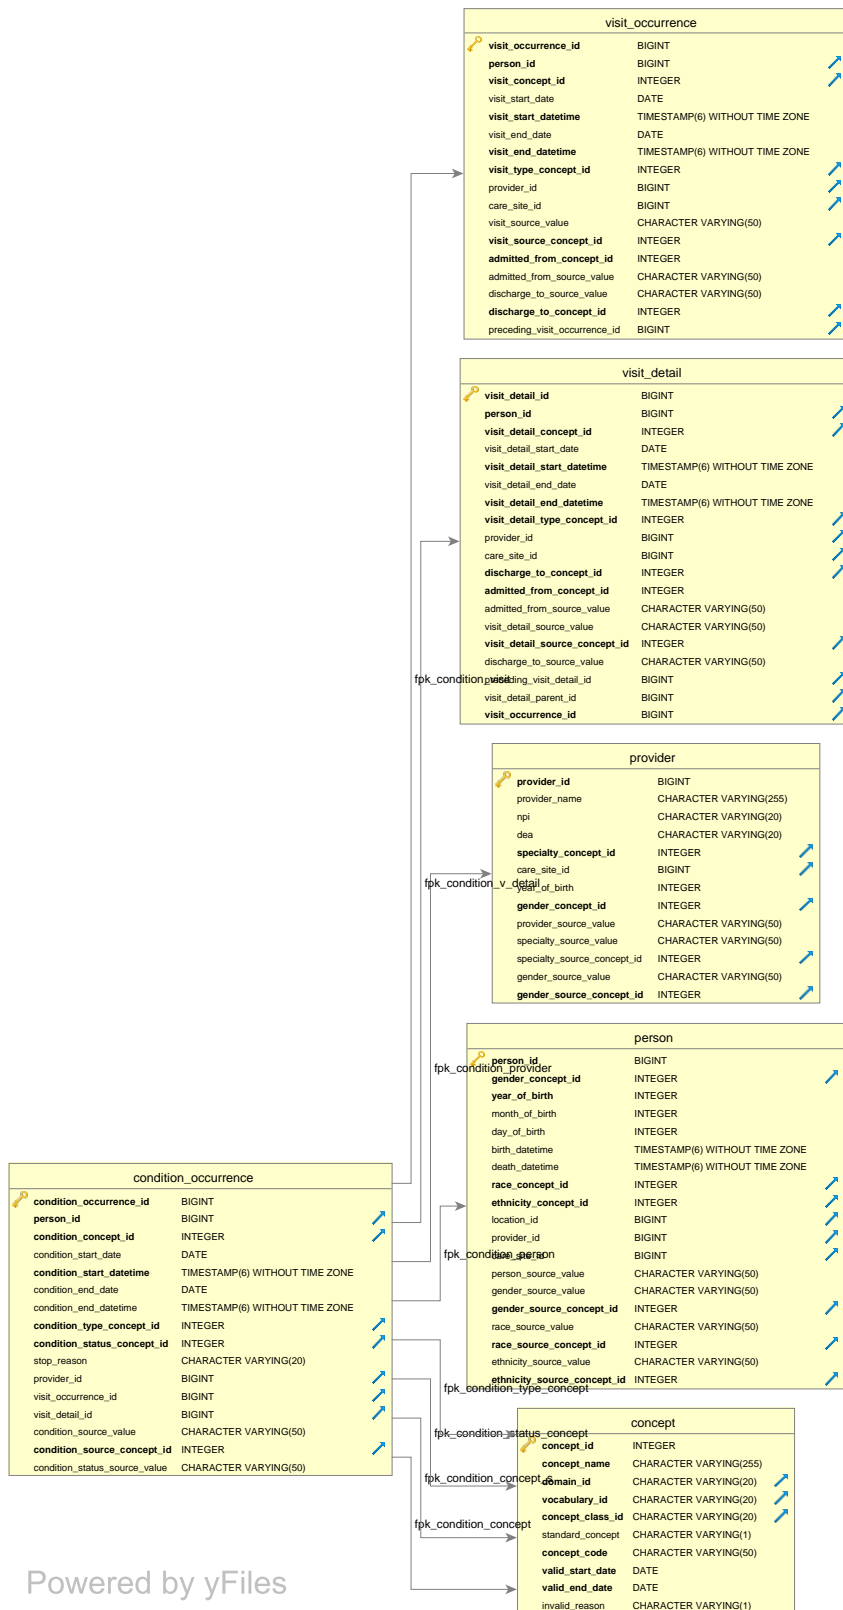 visit_occurrence
visit_occurrence_id BIGINT
person_id BIGINT
visit_concept_id INTEGER
visit_start_date DATE
visit_start_datetime TIMESTAMP(6) WITHOUT TIME ZONE
visit_end_date DATE
visit_end_datetime TIMESTAMP(6) WITHOUT TIME ZONE
visit_type_concept_id INTEGER
provider_id BIGINT
care_site_id BIGINT
visit_source_value CHARACTER VARYING(50)
visit_source_concept_id INTEGER
admitted_from_concept_id INTEGER
admitted_from_source_value CHARACTER VARYING(50)
discharge_to_source_value CHARACTER VARYING(50)
discharge_to_concept_id INTEGER
preceding_visit_occurrence_id BIGINT
visit_detail
visit_detail_id BIGINT
person_id BIGINT
visit_detail_concept_id INTEGER
visit_detail_start_date DATE
visit_detail_start_datetime TIMESTAMP(6) WITHOUT TIME ZONE
visit_detail_end_date DATE
visit_detail_end_datetime TIMESTAMP(6) WITHOUT TIME ZONE
visit_detail_type_concept_id INTEGER
provider_id BIGINT
care_site_id BIGINT
discharge_to_concept_id INTEGER
admitted_from_concept_id INTEGER
admitted_from_source_value CHARACTER VARYING(50)
visit_detail_source_value CHARACTER VARYING(50)
visit_detail_source_concept_id INTEGER
discharge_to_source_value CHARACTER VARYING(50)
fpk_condition_visit
preceding_visit_detail_id BIGINT
visit_detail_parent_id BIGINT
visit_occurrence_id BIGINT
provider
provider_id BIGINT
provider_name CHARACTER VARYING(255)
npi CHARACTER VARYING(20)
dea CHARACTER VARYING(20)
specialty_concept_id INTEGER
care_site_id BIGINT
fpk_condition_v_detail
year_of_birth INTEGER
gender_concept_id INTEGER
provider_source_value CHARACTER VARYING(50)
specialty_source_value CHARACTER VARYING(50)
specialty_source_concept_id INTEGER
gender_source_value CHARACTER VARYING(50)
gender_source_concept_id INTEGER
person
person_id BIGINT
fpk_condition_provider
gender_concept_id INTEGER
year_of_birth INTEGER
month_of_birth INTEGER
day_of_birth INTEGER
birth_datetime TIMESTAMP(6) WITHOUT TIME ZONE
death_datetime TIMESTAMP(6) WITHOUT TIME ZONE
race_concept_id INTEGER
ethnicity_concept_id INTEGER
location_id BIGINT
provider_id BIGINT
fpk_condition_person
care_site_id BIGINT
person_source_value CHARACTER VARYING(50)
gender_source_value CHARACTER VARYING(50)
gender_source_concept_id INTEGER
race_source_value CHARACTER VARYING(50)
race_source_concept_id INTEGER
ethnicity_source_value CHARACTER VARYING(50)
ethnicity_source_concept_id INTEGER
fpk_condition_type_concept
condition_occurrence
condition_occurrence_id BIGINT
person_id BIGINT
condition_concept_id INTEGER
condition_start_date DATE
condition_start_datetime TIMESTAMP(6) WITHOUT TIME ZONE
condition_end_date DATE
condition_end_datetime TIMESTAMP(6) WITHOUT TIME ZONE
condition_type_concept_id INTEGER
condition_status_concept_id INTEGER
stop_reason CHARACTER VARYING(20)
provider_id BIGINT
visit_occurrence_id BIGINT
visit_detail_id BIGINT
condition_source_value CHARACTER VARYING(50)
condition_source_concept_id INTEGER
condition_status_source_value CHARACTER VARYING(50)
concept
fpk_condition_status_concept
concept_id INTEGER
concept_name CHARACTER VARYING(255)
fpk_condition_concept_s
domain_id CHARACTER VARYING(20)
vocabulary_id CHARACTER VARYING(20)
concept_class_id CHARACTER VARYING(20)
fpk_condition_concept
standard_concept CHARACTER VARYING(1)
concept_code CHARACTER VARYING(50)
valid_start_date DATE
valid_end_date DATE
invalid_reason CHARACTER VARYING(1)
Powered by yFiles